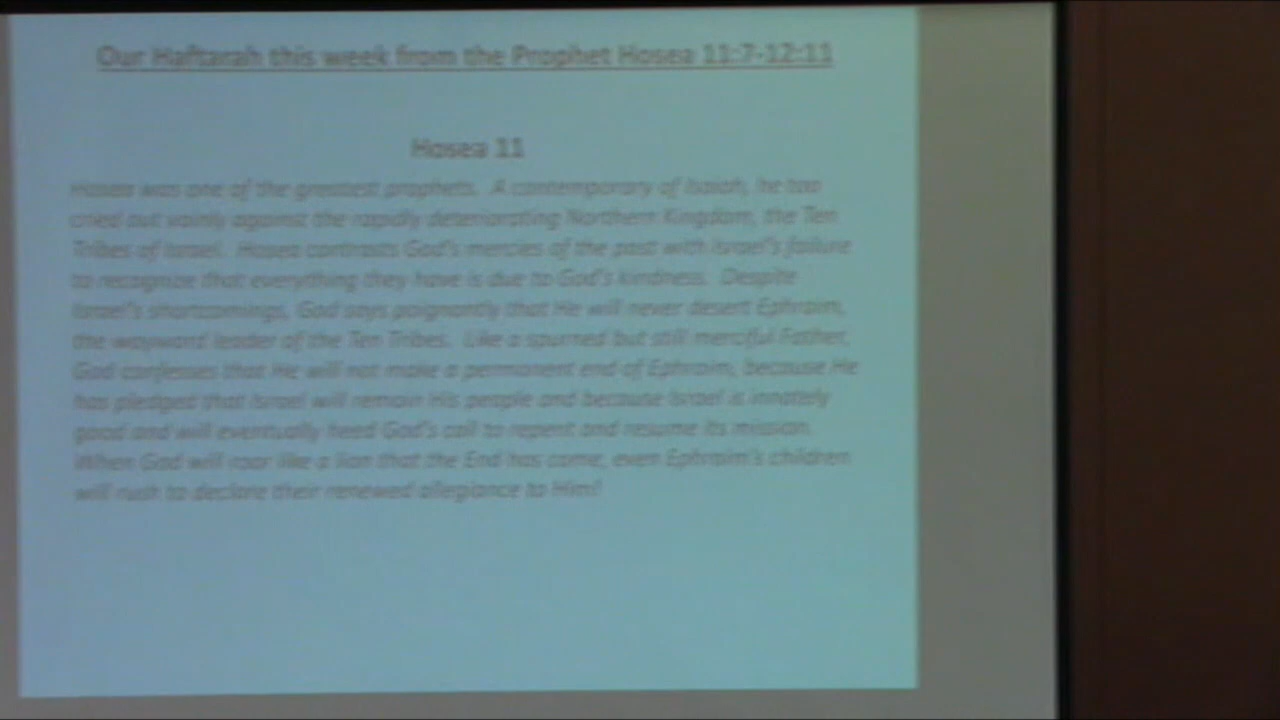 Our Haftarah this week from the Prophet Hosea 11:7-12:11
Hosea 11
Hosea was one of the greatest prophets. A contemporary of Isaiah, he too
cried out vainly against the rapidly deteriorating Northern Kingdom, the Ten
Tribes of Israel. Hosea contrasts God's mercies of the past with Israel's failure
to recognize that everything they have is due to God's kindness. Despite
Israel's shortcomings, God says poignantly that He will never desert Ephraim,
the wayward leader of the Ten Tribes. Like a spurned but still merciful Father,
God confesses that He will not make a permanent end of Ephraim, because He
has pledged that Israel will remain His people and because Israel is innately
good and will eventually heed God's call to repent and resume its mission.
When God will roar like a lion that the End has come, even Ephraim's children
will rush to declare their renewed allegiance to Him!